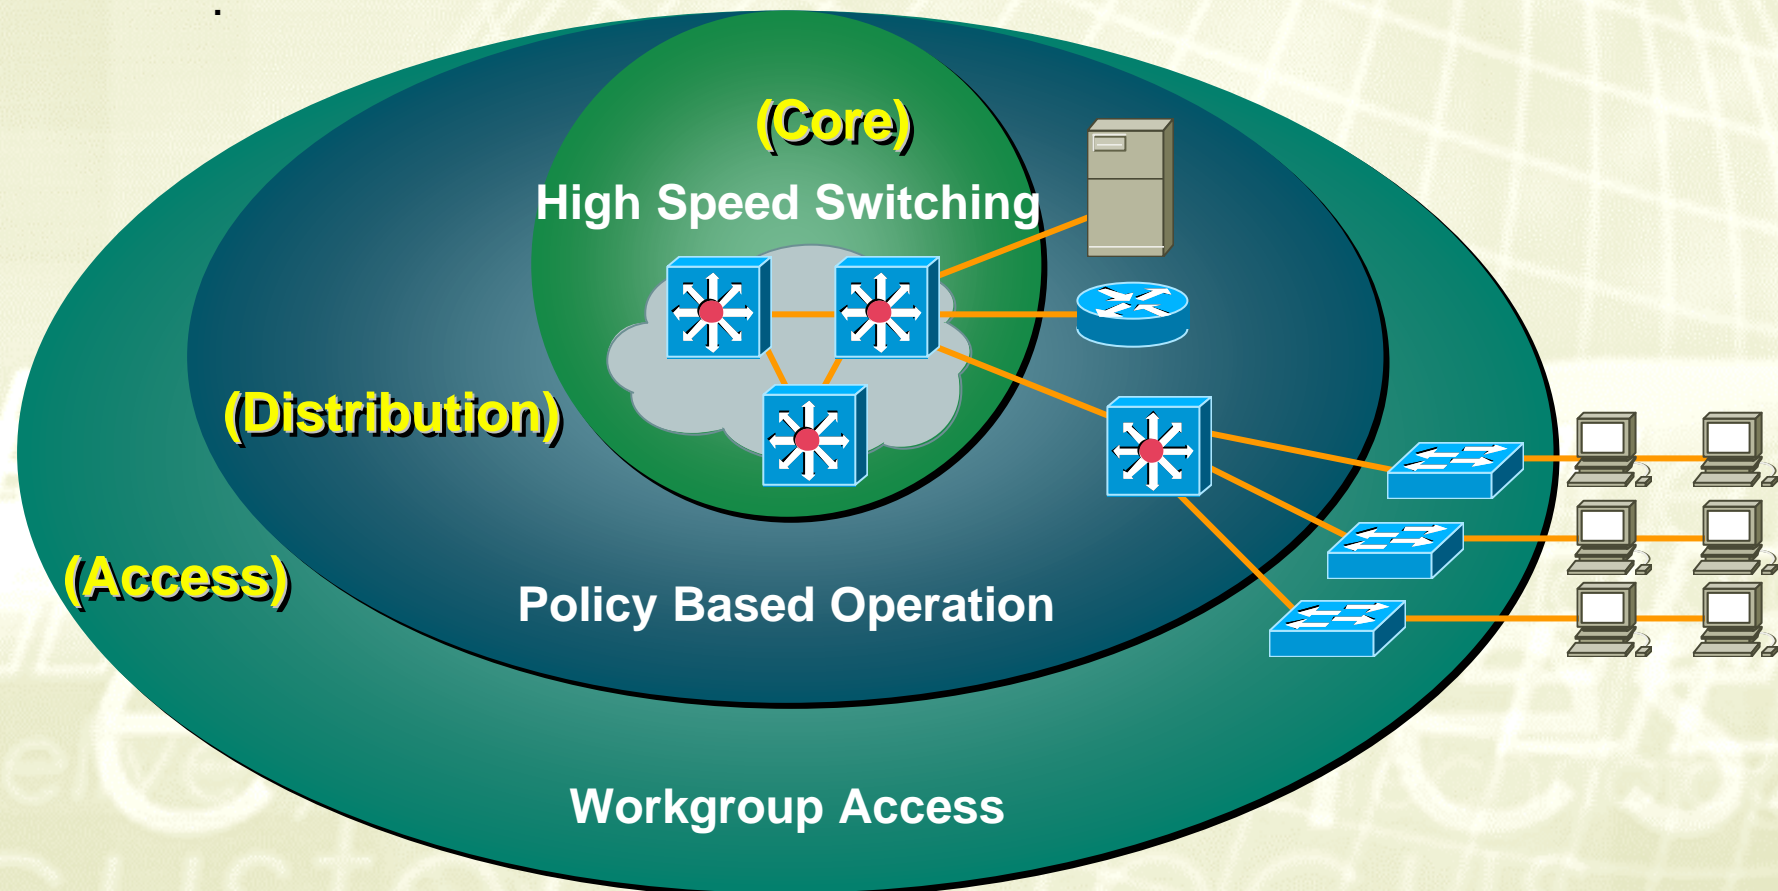 .
(Core)
High Speed Switching
(Distribution)
(Access)
Policy Based Operation
Workgroup Access